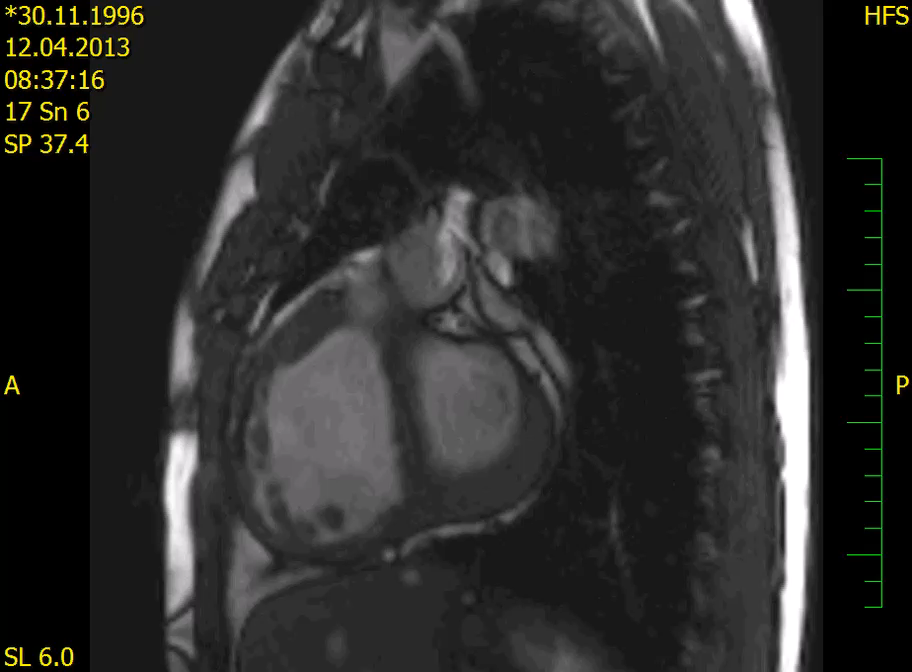 *30.11.1996
12.04.2013
08:37:16
17 Sn 6
SP 37.4
HFS
A
P
SL 6.0